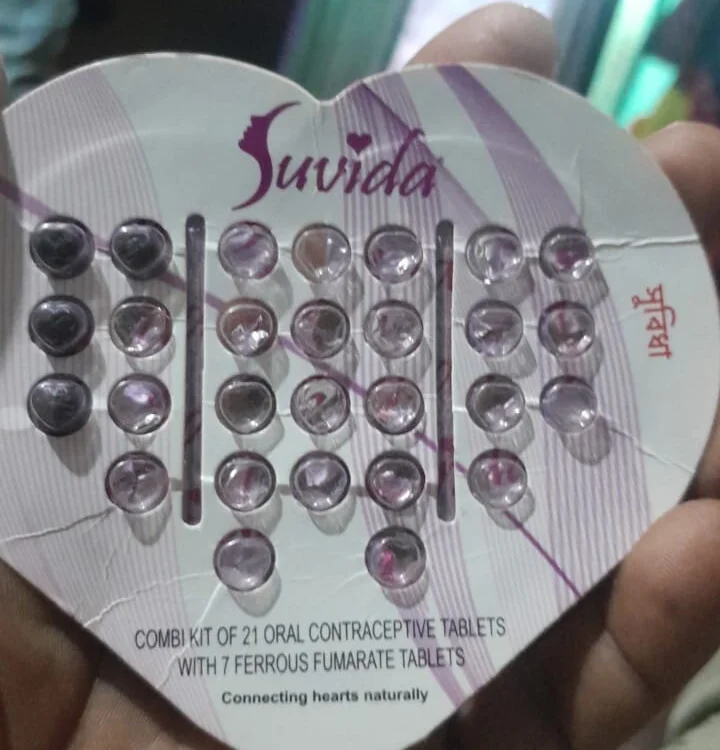 Suvida
सुविधा
COMBI KIT OF 21 ORAL CONTRACEPTIVE TABLETS
WITH 7 FERROUS FUMARATE TABLETS
Connecting hearts naturally